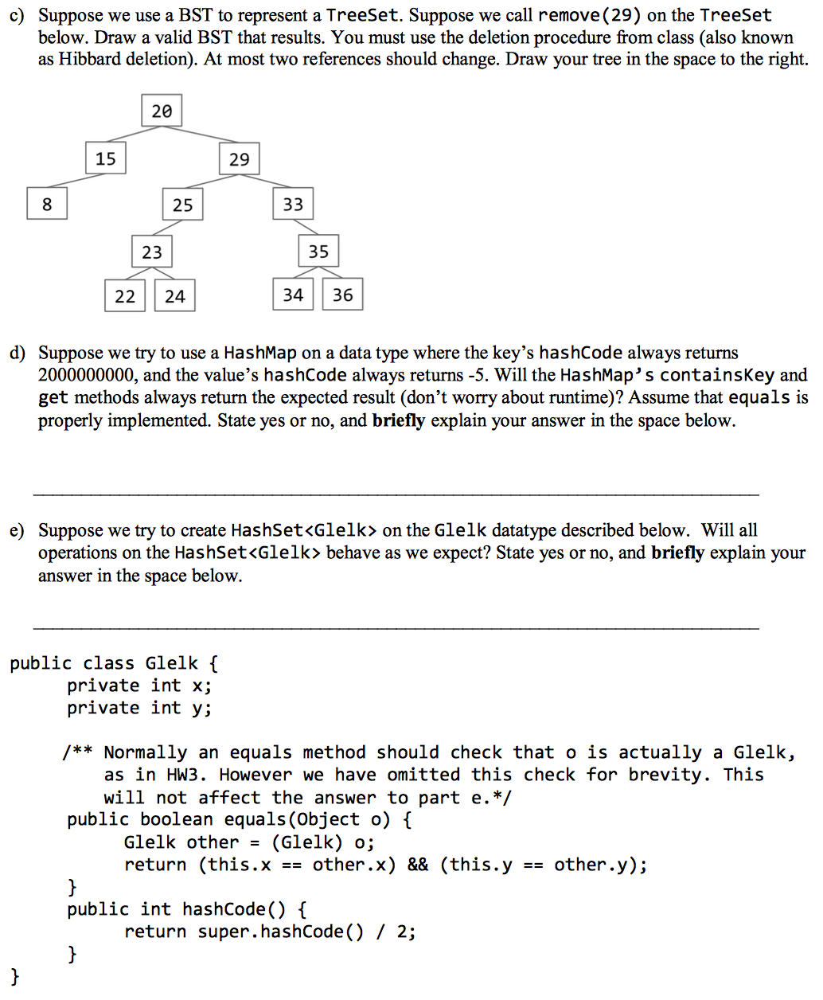 c) Suppose we use a BST to represent a TreeSet. Suppose we call remove(29) on the TreeSet
below. Draw a valid BST that results. You must use the deletion procedure from class (also known
as Hibbard deletion). At most two references should change. Draw your tree in the space to the right.
20
15 29
8 25 33
23 35
22 24 34 36
d) Suppose we try to use a HashMap on a data type where the key’s hashCode always returns
2000000000, and the value’s hashCode always returns -5. Will the HashMap’s containsKey and
get methods always return the expected result (don’t worry about runtime)? Assume that equals is
properly implemented. State yes or no, and briefly explain your answer in the space below.
e) Suppose we try to create HashSet<Glelk> on the Glelk datatype described below. Will all
operations on the HashSet<Glelk> behave as we expect? State yes or no, and briefly explain your
answer in the space below.
public class Glelk {
private int x;
private int y;
/** Normally an equals method should check that o is actually a Glelk,
as in HW3. However we have omitted this check for brevity. This
will not affect the answer to part e.*/
public boolean equals(Object o) {
Glelk other = (Glelk) o;
return (this.x == other.x) && (this.y == other.y);
}
public int hashCode() {
return super.hashCode() / 2;
}
}